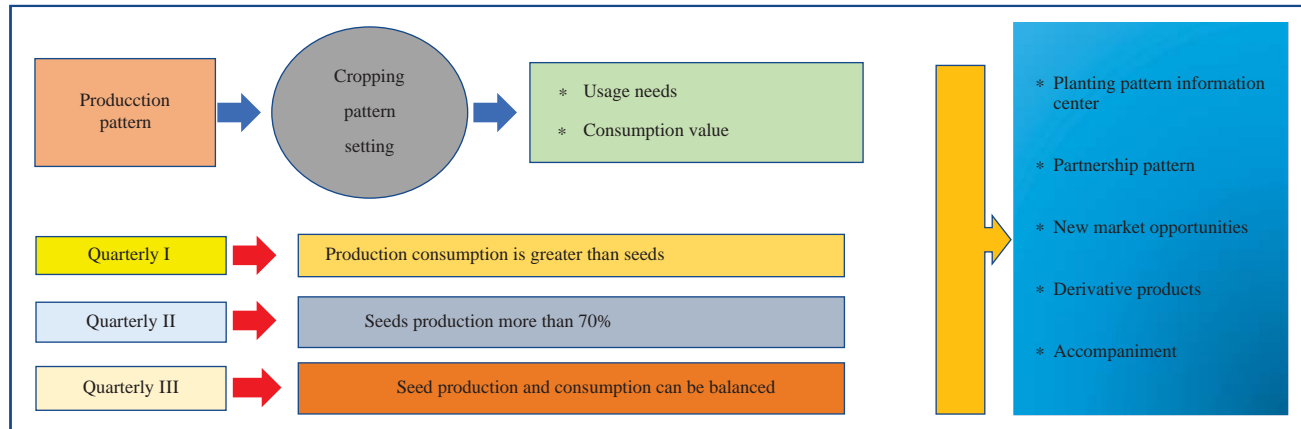 Producction
pattern
Cropping
pattern
setting
* Usage needs
* Consumption value
Quarterly I
Production consumption is greater than seeds
Quarterly II
Seeds production more than 70%
Quarterly III
Seed production and consumption can be balanced
* Planting pattern information
center
* Partnership pattern
* New market opportunities
* Derivative products
* Accompaniment